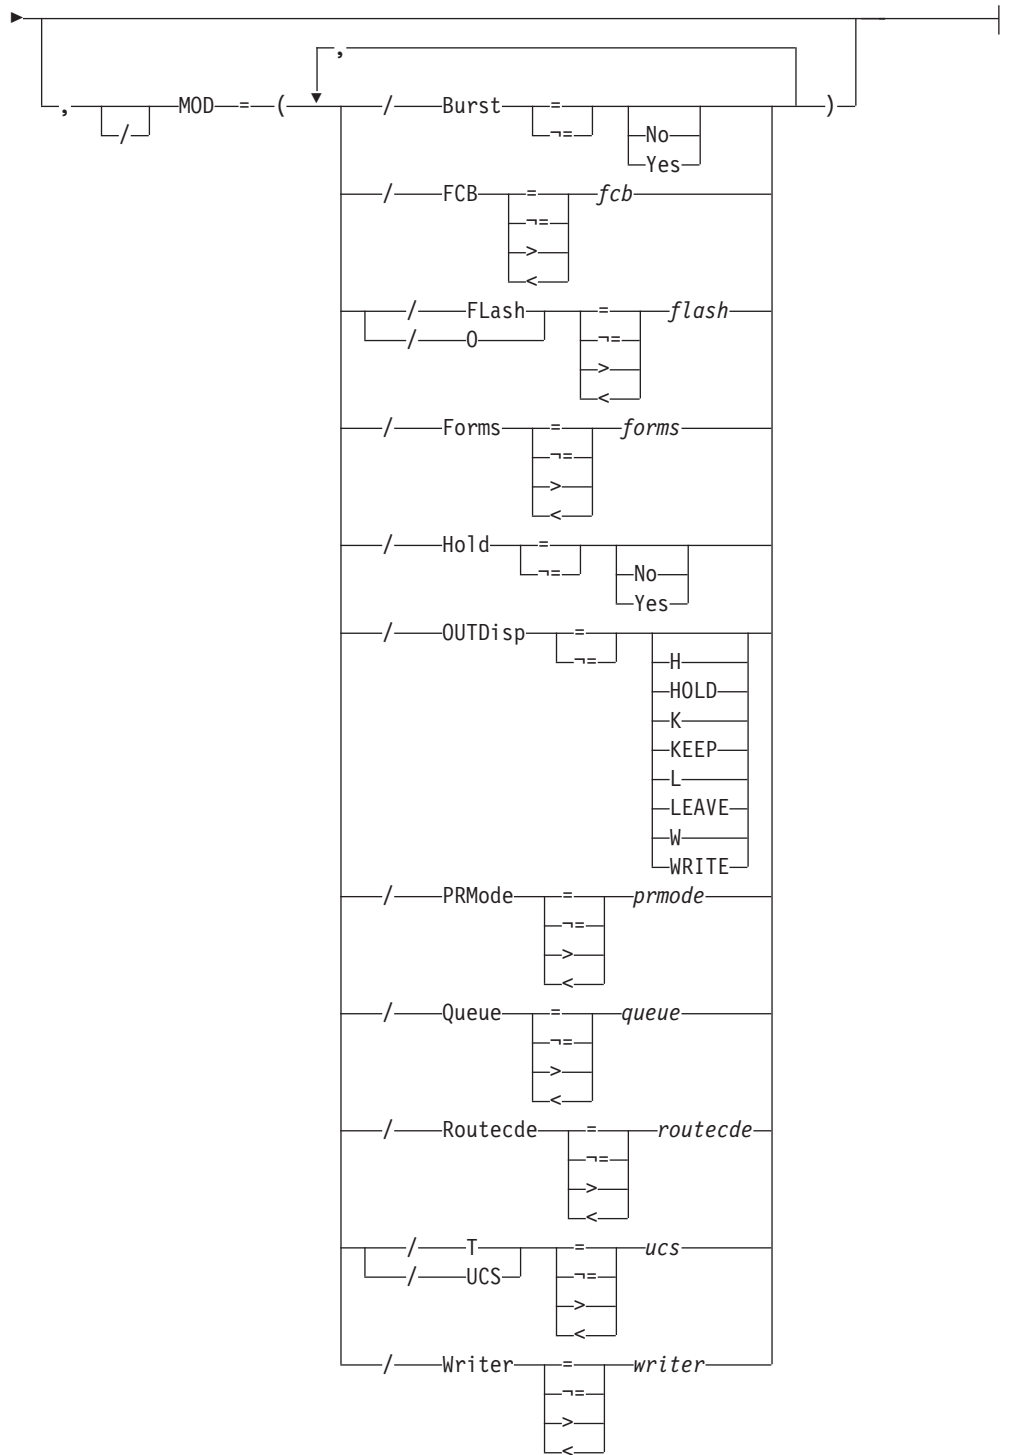 ,
, / MOD = ( / Burst = )
¬=
No
Yes
/ FCB = fcb
¬=
>
<
/ FLash = flash
/ O ¬=
>
<
/ Forms = forms
¬=
>
<
/ Hold =
¬= No
Yes
/ OUTDisp =
¬= H
HOLD
K
KEEP
L
LEAVE
W
WRITE
/ PRMode = prmode
¬=
>
<
/ Queue = queue
¬=
>
<
/ Routecde = routecde
¬=
>
<
/ T = ucs
/ UCS ¬=
>
<
/ Writer = writer
¬=
>
<